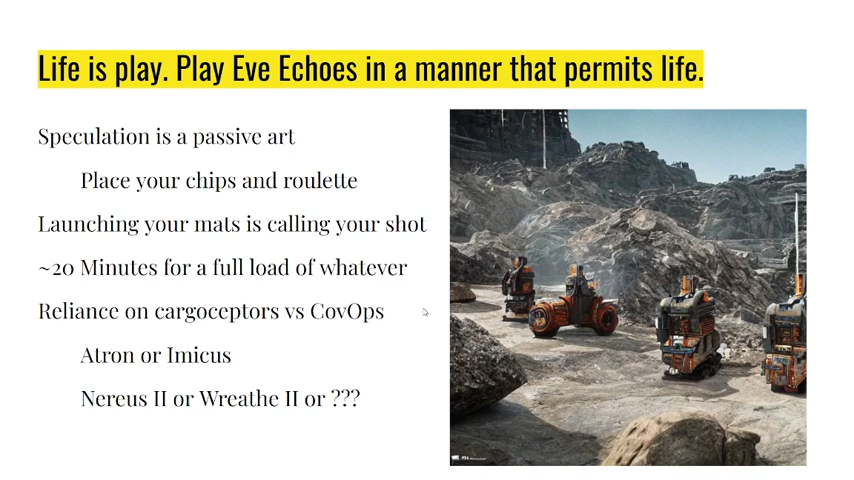 Life is play. Play Eve Echoes in a manner that permits life.
Speculation is a passive art
Place your chips and roulette
Launching your mats is calling your shot
~20 Minutes for a full load of whatever
Reliance on cargoceptors vs CovOps
Atron or Imicus
Nereus II or Wreathe II or ???